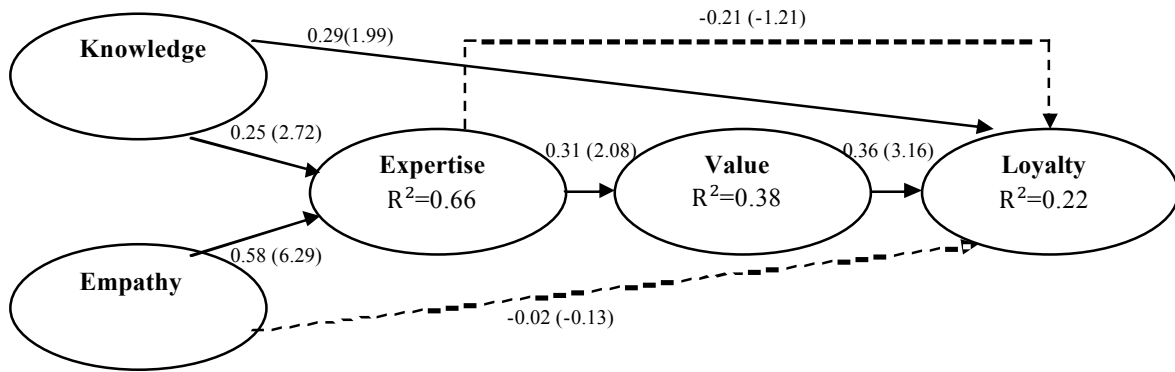 -0.21 (-1.21)
Knowledge
0.29(1.99)
0.25 (2.72)
Expertise
R²=0.66
0.31 (2.08)
Value
R²=0.38
0.36 (3.16)
Loyalty
R²=0.22
0.58 (6.29)
Empathy
-0.02 (-0.13)